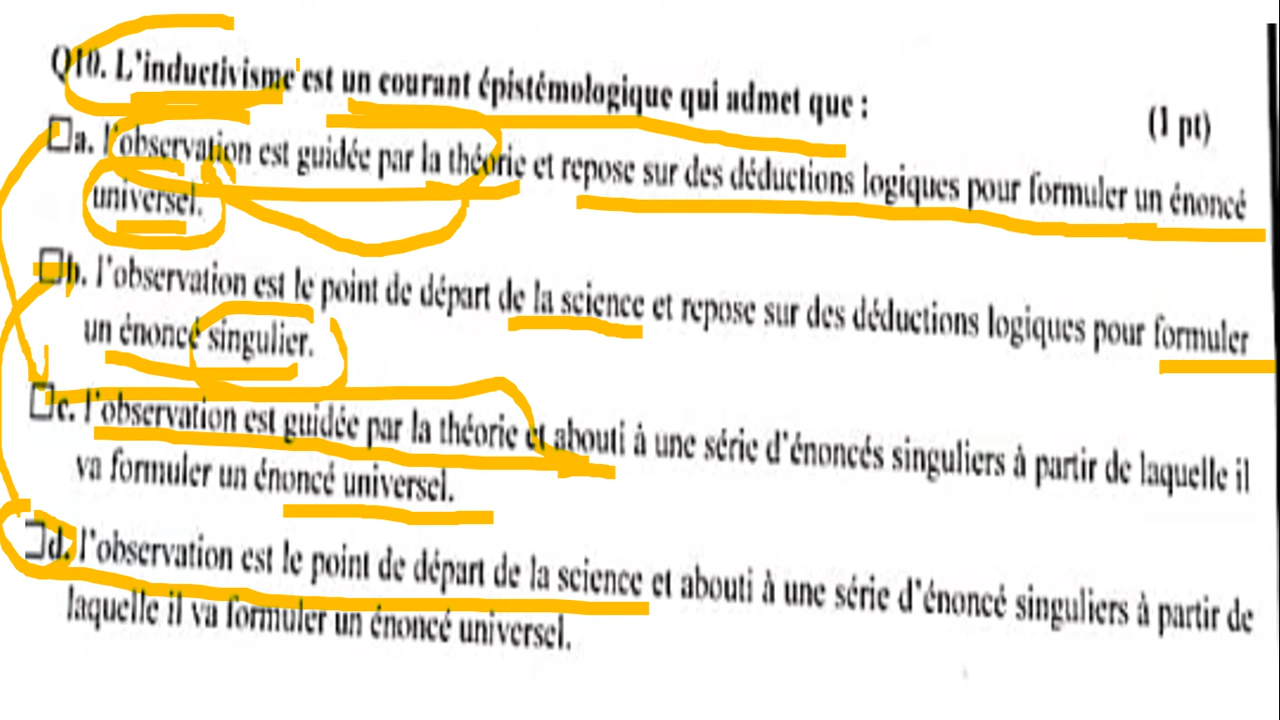 Q10. L'inductivisme est un courant épistémologique qui admet que :
(1 pt)
a. l'observation est guidée par la théorie et repose sur des déductions logiques pour formuler un énoncé
universel.
b. l'observation est le point de départ de la science et repose sur des déductions logiques pour formuler
un énoncé singulier.
c. l'observation est guidée par la théorie et abouti à une série d'énoncés singuliers à partir de laquelle il
va formuler un énoncé universel.
d. l'observation est le point de départ de la science et abouti à une série d'énoncé singuliers à partir de
laquelle il va formuler un énoncé universel.